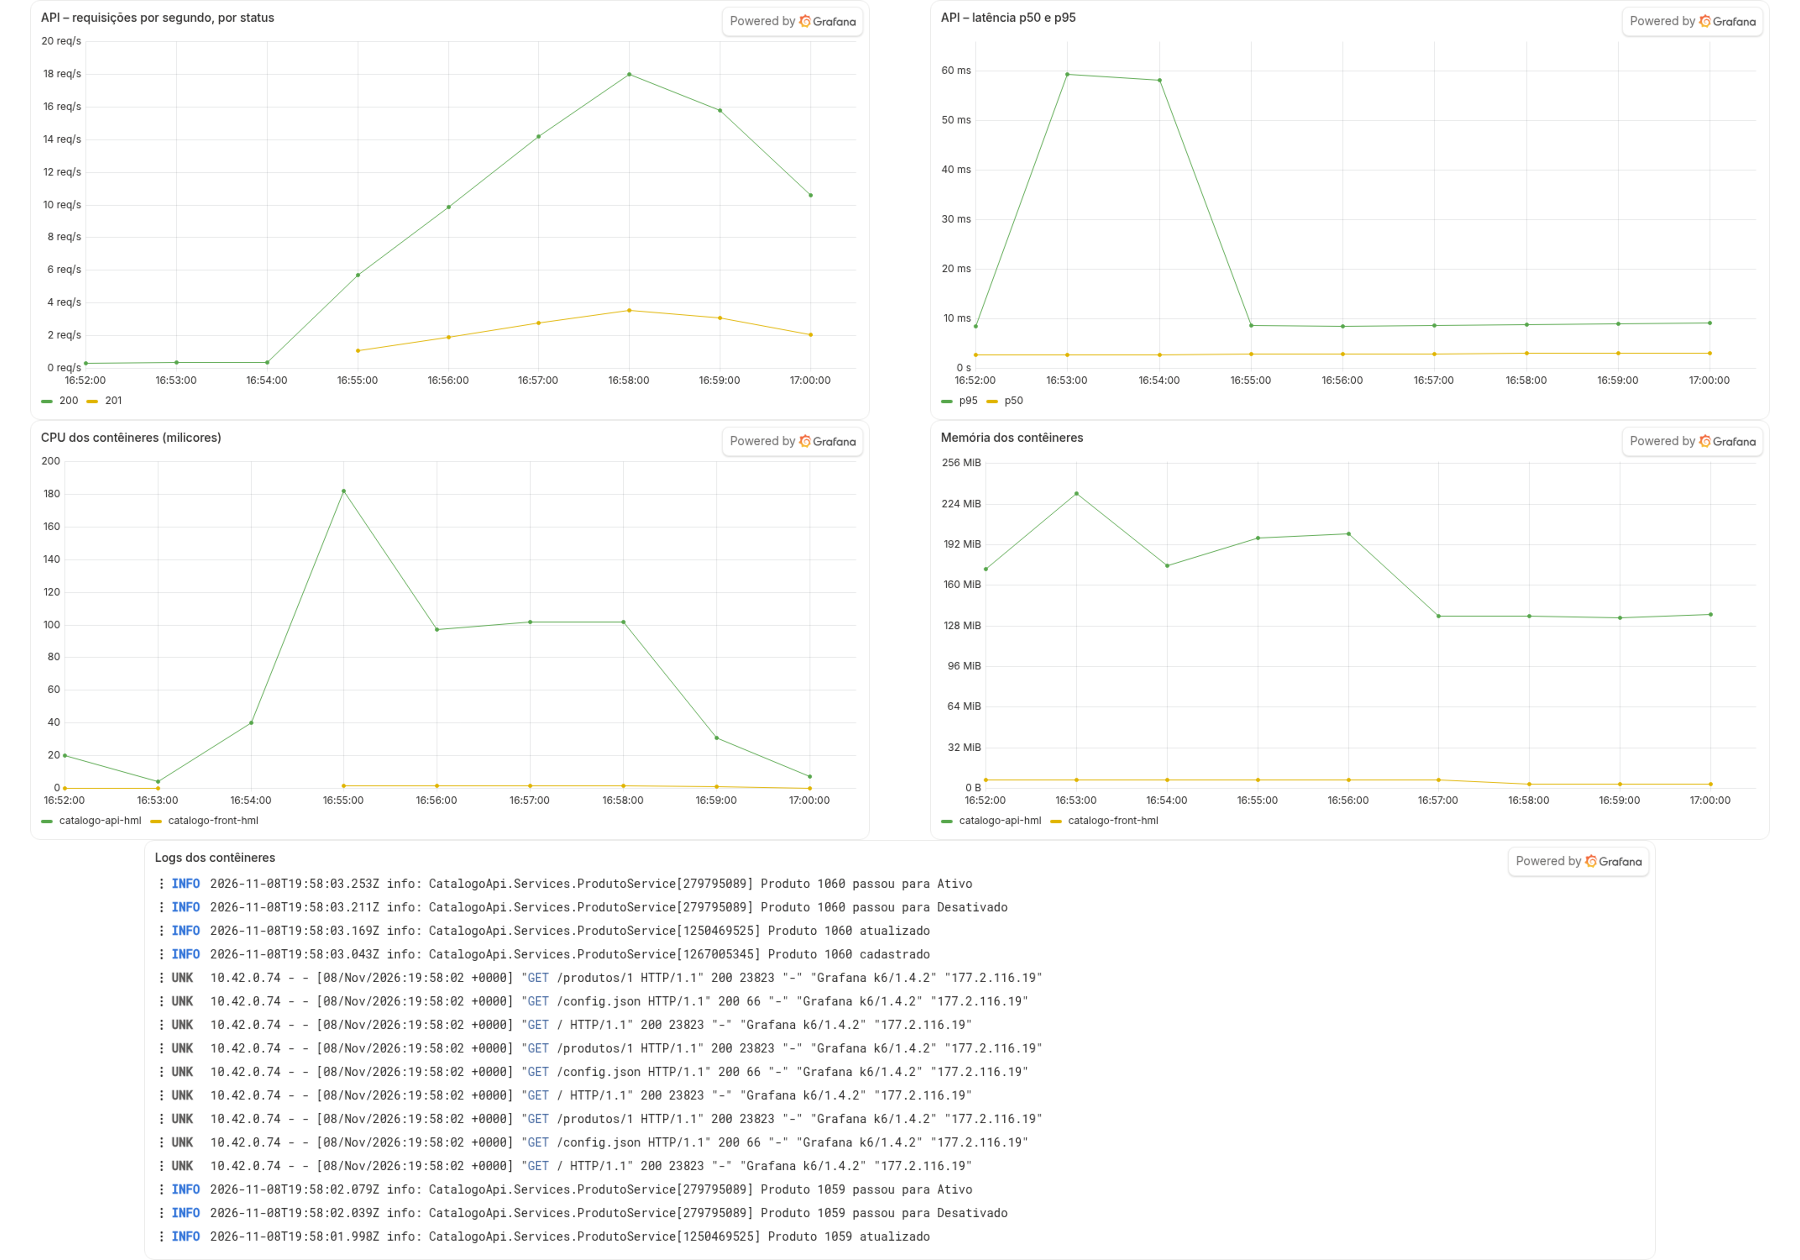 API – requisições por segundo, por status
Powered by Grafana
20 req/s
18 req/s
16 req/s
14 req/s
12 req/s
10 req/s
8 req/s
6 req/s
4 req/s
2 req/s
0 req/s
16:52:00 16:53:00 16:54:00 16:55:00 16:56:00 16:57:00 16:58:00 16:59:00 17:00:00
200 201
API – latência p50 e p95
Powered by Grafana
60 ms
50 ms
40 ms
30 ms
20 ms
10 ms
0 s
16:52:00 16:53:00 16:54:00 16:55:00 16:56:00 16:57:00 16:58:00 16:59:00 17:00:00
p95 p50
CPU dos contêineres (milicores)
Powered by Grafana
200
180
160
140
120
100
80
60
40
20
0
16:52:00 16:53:00 16:54:00 16:55:00 16:56:00 16:57:00 16:58:00 16:59:00 17:00:00
catalogo-api-hml catalogo-front-hml
Memória dos contêineres
Powered by Grafana
256 MiB
224 MiB
192 MiB
160 MiB
128 MiB
96 MiB
64 MiB
32 MiB
0 B
16:52:00 16:53:00 16:54:00 16:55:00 16:56:00 16:57:00 16:58:00 16:59:00 17:00:00
catalogo-api-hml catalogo-front-hml
Logs dos contêineres
Powered by Grafana
INFO 2026-11-08T19:58:03.253Z info: CatalogoApi.Services.ProdutoService[279795089] Produto 1060 passou para Ativo
INFO 2026-11-08T19:58:03.211Z info: CatalogoApi.Services.ProdutoService[279795089] Produto 1060 passou para Desativado
INFO 2026-11-08T19:58:03.169Z info: CatalogoApi.Services.ProdutoService[1250469525] Produto 1060 atualizado
INFO 2026-11-08T19:58:03.043Z info: CatalogoApi.Services.ProdutoService[1267005345] Produto 1060 cadastrado
UNK 10.42.0.74 - - [08/Nov/2026:19:58:02 +0000] "GET /produtos/1 HTTP/1.1" 200 23823 "-" "Grafana k6/1.4.2" "177.2.116.19"
UNK 10.42.0.74 - - [08/Nov/2026:19:58:02 +0000] "GET /config.json HTTP/1.1" 200 66 "-" "Grafana k6/1.4.2" "177.2.116.19"
UNK 10.42.0.74 - - [08/Nov/2026:19:58:02 +0000] "GET / HTTP/1.1" 200 23823 "-" "Grafana k6/1.4.2" "177.2.116.19"
UNK 10.42.0.74 - - [08/Nov/2026:19:58:02 +0000] "GET /produtos/1 HTTP/1.1" 200 23823 "-" "Grafana k6/1.4.2" "177.2.116.19"
UNK 10.42.0.74 - - [08/Nov/2026:19:58:02 +0000] "GET /config.json HTTP/1.1" 200 66 "-" "Grafana k6/1.4.2" "177.2.116.19"
UNK 10.42.0.74 - - [08/Nov/2026:19:58:02 +0000] "GET / HTTP/1.1" 200 23823 "-" "Grafana k6/1.4.2" "177.2.116.19"
UNK 10.42.0.74 - - [08/Nov/2026:19:58:02 +0000] "GET /produtos/1 HTTP/1.1" 200 23823 "-" "Grafana k6/1.4.2" "177.2.116.19"
UNK 10.42.0.74 - - [08/Nov/2026:19:58:02 +0000] "GET /config.json HTTP/1.1" 200 66 "-" "Grafana k6/1.4.2" "177.2.116.19"
UNK 10.42.0.74 - - [08/Nov/2026:19:58:02 +0000] "GET / HTTP/1.1" 200 23823 "-" "Grafana k6/1.4.2" "177.2.116.19"
INFO 2026-11-08T19:58:02.079Z info: CatalogoApi.Services.ProdutoService[279795089] Produto 1059 passou para Ativo
INFO 2026-11-08T19:58:02.039Z info: CatalogoApi.Services.ProdutoService[279795089] Produto 1059 passou para Desativado
INFO 2026-11-08T19:58:01.998Z info: CatalogoApi.Services.ProdutoService[1250469525] Produto 1059 atualizado